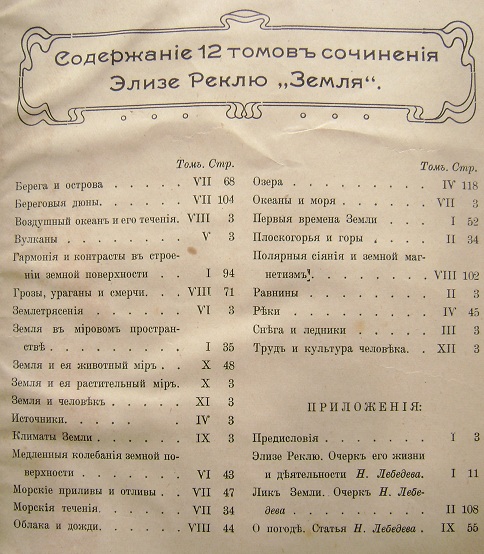 Содержаніе 12 томовъ сочиненія
Элизе Реклю „Земля“.
Томъ. Стр.
Берега и острова . . . . . VII 68
Береговыя дюны. . . . . . VII 104
Воздушный океанъ и его теченія. VIII 3
Вулканы . . . . . . . . V 3
Гармонія и контрасты въ строе-
ніи земной поверхности . . . . I 94
Грозы, ураганы и смерчи. . . . VIII 71
Землетрясенія . . . . . . VI 3
Земля въ міровомъ простран-
ствѣ . . . . . . . . . I 35
Земля и ея животный міръ . . . X 48
Земля и ея растительный міръ. X 3
Земля и человѣкъ . . . . . XI 3
Источники. . . . . . . . IV 3
Климаты Земли . . . . . . IX 3
Медленныя колебанія земной по-
верхности . . . . . . . VI 43
Морскіе приливы и отливы . . . VII 47
Морскія теченія. . . . . . VII 34
Облака и дожди. . . . . . VIII 44
Томъ. Стр.
Озера . . . . . . . . . IV 118
Океаны и моря . . . . . . VII 3
Первыя времена Земли . . . . I 52
Плоскогорья и горы . . . . . II 34
Полярныя сіянія и земной маг-
нетизмъ. . . . . . . . VIII 102
Равнины . . . . . . . . II 3
Рѣки . . . . . . . . . IV 45
Снѣга и ледники . . . . . III 3
Трудъ и культура человѣка. . . XII 3
ПРИЛОЖЕНІЯ:
Предисловія . . . . . . . I 3
Элизе Реклю. Очеркъ его жизни
и дѣятельности Н. Лебедева. . I 11
Ликъ Земли. Очеркъ Н. Лебе-
дева . . . . . . . . . II 108
О погодѣ. Статья Н. Лебедева . IX 55